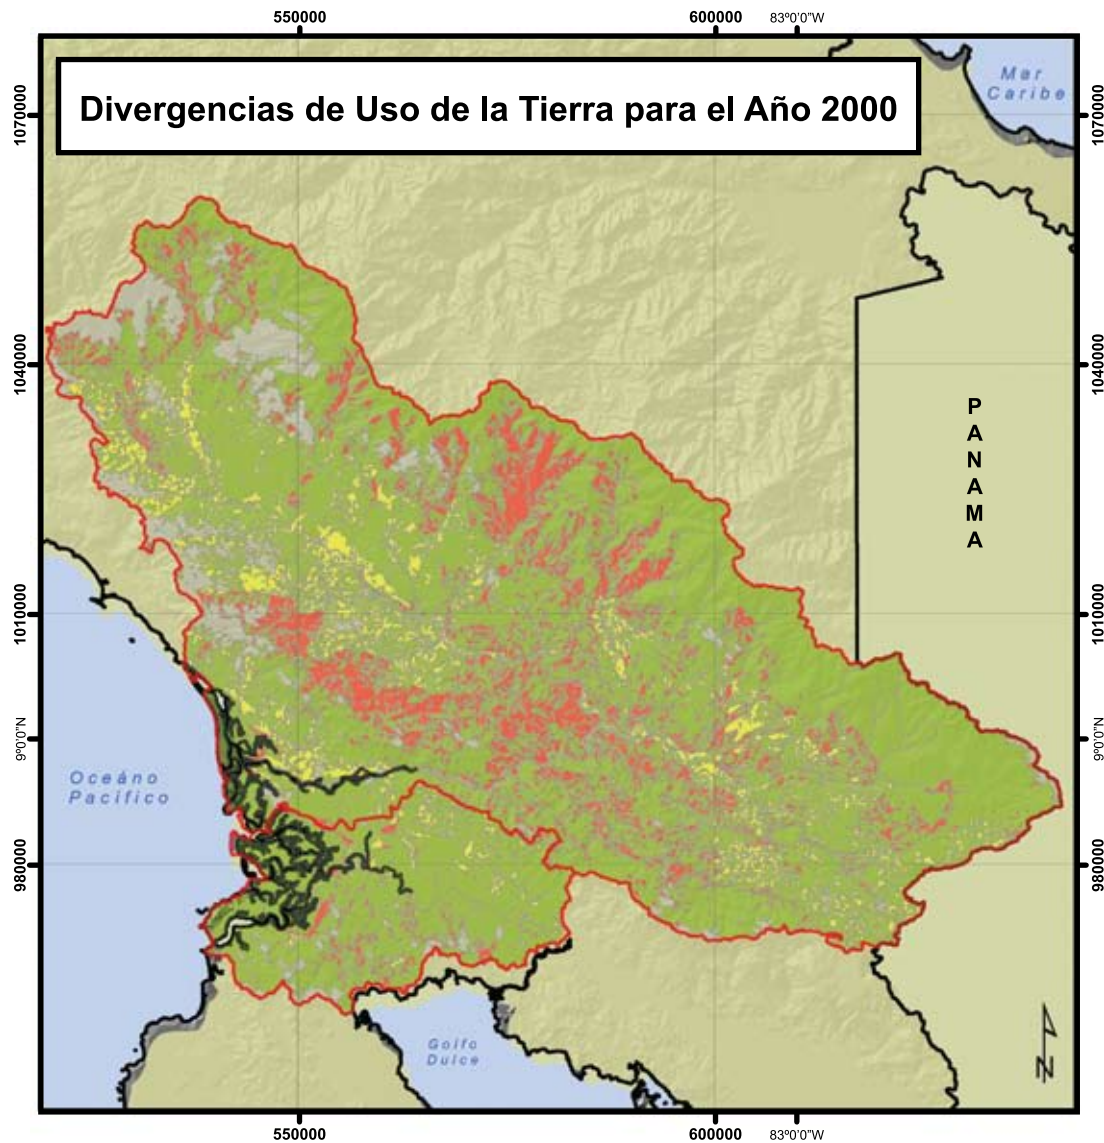 550000
600000
83º0'0"W
Mar
Caribe
Divergencias de Uso de la Tierra para el Año 2000
1070000
1070000
1040000
1040000
P
A
N
A
M
A
1010000
1010000
9º0'0"N
9º0'0"N
Oceáno
Pacífico
980000
980000
Golfo
Dulce
N
550000
600000
83º0'0"W